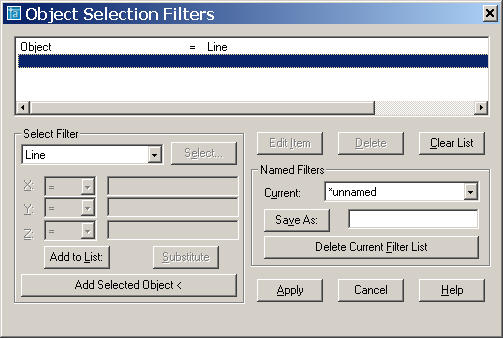 Object Selection Filters
Object = Line
Select Filter
Line Select...
X: =
Y: =
Z: =
Add to List: Substitute
Add Selected Object <
Edit Item Delete Clear List
Named Filters
Current: *unnamed
Save As:
Delete Current Filter List
Apply Cancel Help